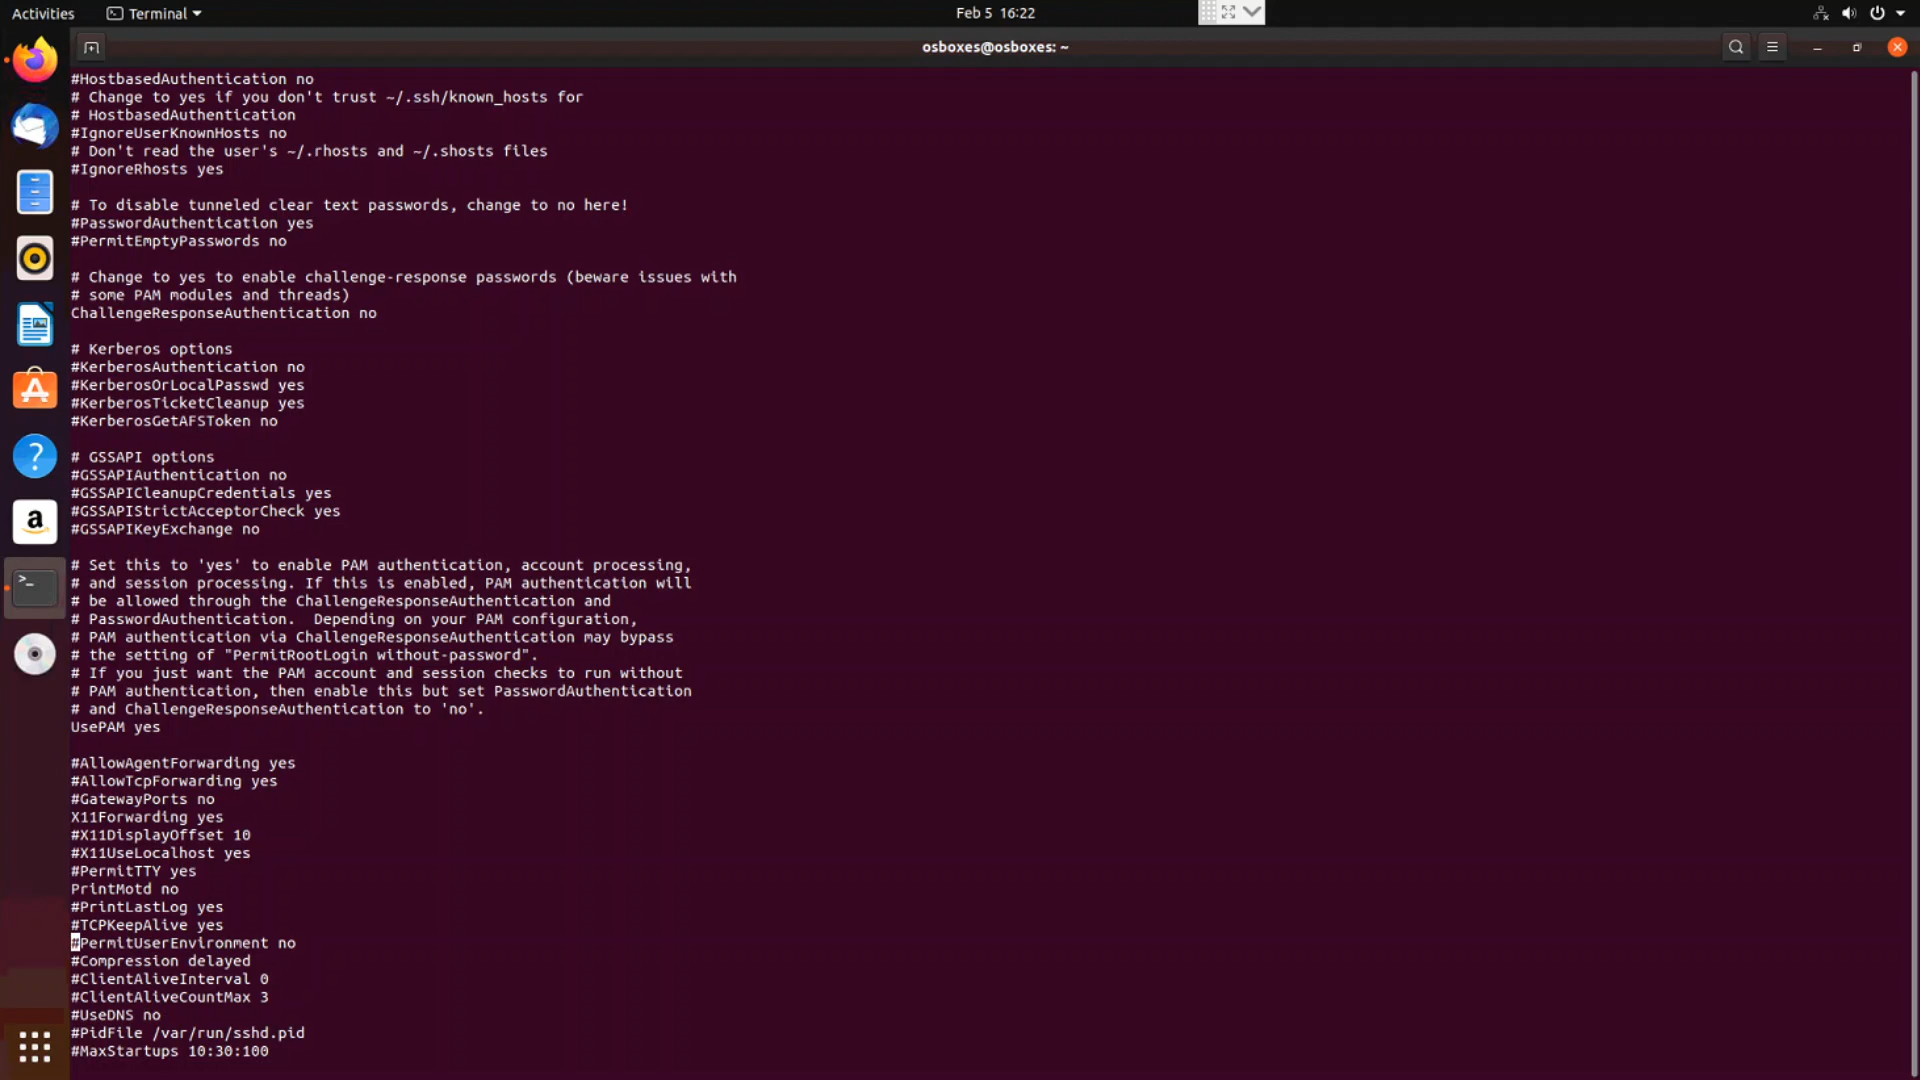 Activities
Terminal
Feb 5 16:22
osboxes@osboxes: ~
#HostbasedAuthentication no
# Change to yes if you don't trust ~/.ssh/known_hosts for
# HostbasedAuthentication
#IgnoreUserKnownHosts no
# Don't read the user's ~/.rhosts and ~/.shosts files
#IgnoreRhosts yes
# To disable tunneled clear text passwords, change to no here!
#PasswordAuthentication yes
#PermitEmptyPasswords no
# Change to yes to enable challenge-response passwords (beware issues with
# some PAM modules and threads)
ChallengeResponseAuthentication no
# Kerberos options
#KerberosAuthentication no
#KerberosOrLocalPasswd yes
#KerberosTicketCleanup yes
#KerberosGetAFSToken no
# GSSAPI options
#GSSAPIAuthentication no
#GSSAPICleanupCredentials yes
#GSSAPIStrictAcceptorCheck yes
#GSSAPIKeyExchange no
# Set this to 'yes' to enable PAM authentication, account processing,
# and session processing. If this is enabled, PAM authentication will
# be allowed through the ChallengeResponseAuthentication and
# PasswordAuthentication.  Depending on your PAM configuration,
# PAM authentication via ChallengeResponseAuthentication may bypass
# the setting of "PermitRootLogin without-password".
# If you just want the PAM account and session checks to run without
# PAM authentication, then enable this but set PasswordAuthentication
# and ChallengeResponseAuthentication to 'no'.
UsePAM yes
#AllowAgentForwarding yes
#AllowTcpForwarding yes
#GatewayPorts no
X11Forwarding yes
#X11DisplayOffset 10
#X11UseLocalhost yes
#PermitTTY yes
PrintMotd no
#PrintLastLog yes
#TCPKeepAlive yes
#PermitUserEnvironment no
#Compression delayed
#ClientAliveInterval 0
#ClientAliveCountMax 3
#UseDNS no
#PidFile /var/run/sshd.pid
#MaxStartups 10:30:100